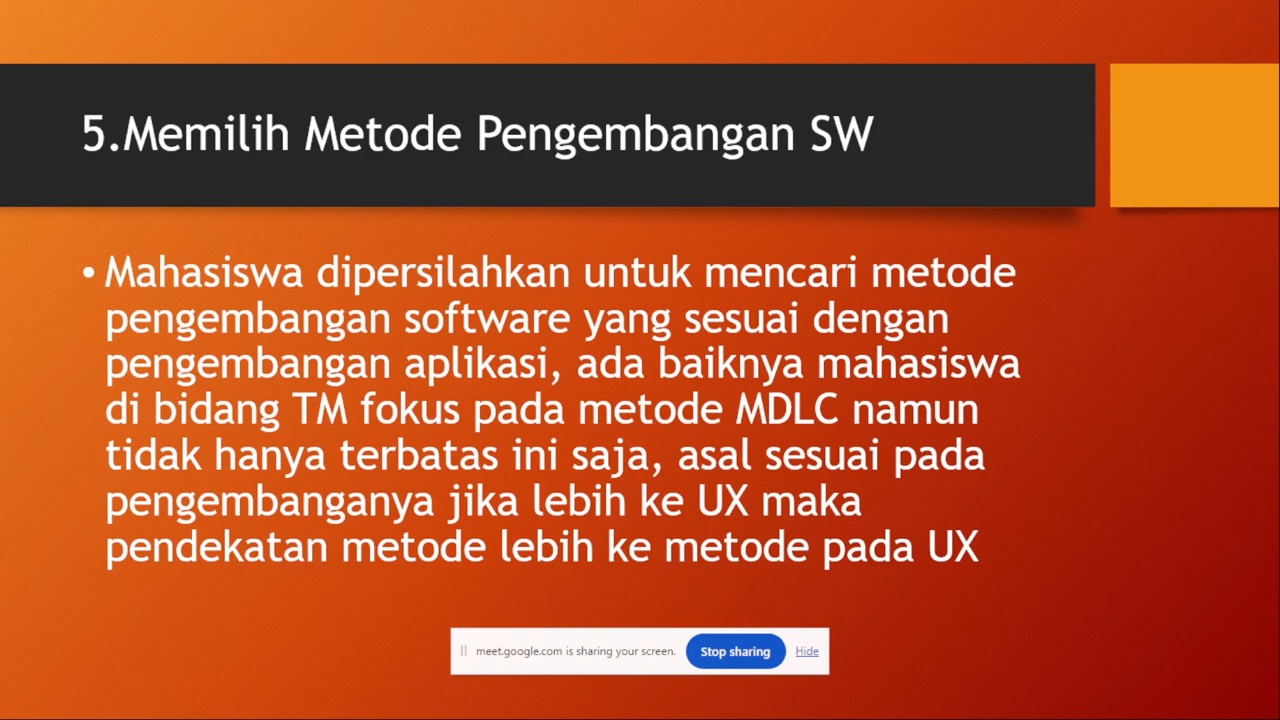 5.Memilih Metode Pengembangan SW
• Mahasiswa dipersilahkan untuk mencari metode
pengembangan software yang sesuai dengan
pengembangan aplikasi, ada baiknya mahasiswa
di bidang TM fokus pada metode MDLC namun
tidak hanya terbatas ini saja, asal sesuai pada
pengembanganya jika lebih ke UX maka
pendekatan metode lebih ke metode pada UX
meet.google.com is sharing your screen. Stop sharing Hide